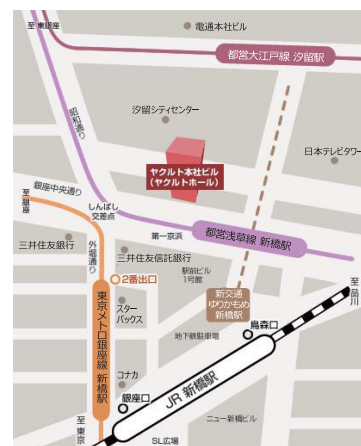 至 東銀座
電通本社ビル
都営大江戸線 汐留駅
昭和通り
汐留シティセンター
日本テレビタワー
ヤクルト本社ビル
(ヤクルトホール)
至 銀座
銀座中央通り
しんばし
交差点
外堀通り
第一京浜
都営浅草線 新橋駅
三井住友銀行
三井住友信託銀行
駅前ビル
1号館
至 品川
2番出口
スター
バックス
新交通
ゆりかもめ
新橋駅
東京メトロ銀座線 新橋駅
地下鉄駐車場
烏森口
コナカ
JR 新橋駅
銀座口
ニュー新橋ビル
至 東京
SL広場